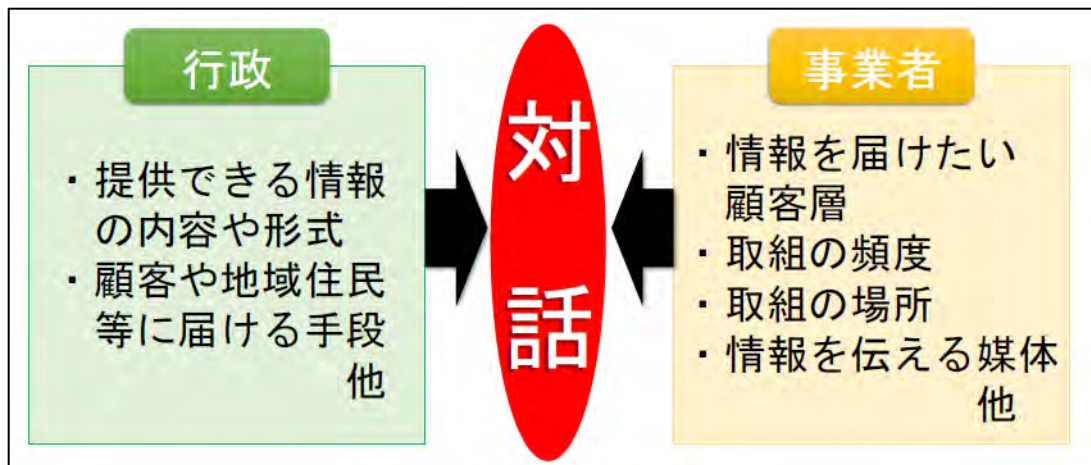 行政
・提供できる情報
の内容や形式
・顧客や地域住民
等に届ける手段
他
対
話
事業者
・情報を届けたい
顧客層
・取組の頻度
・取組の場所
・情報を伝える媒体
他